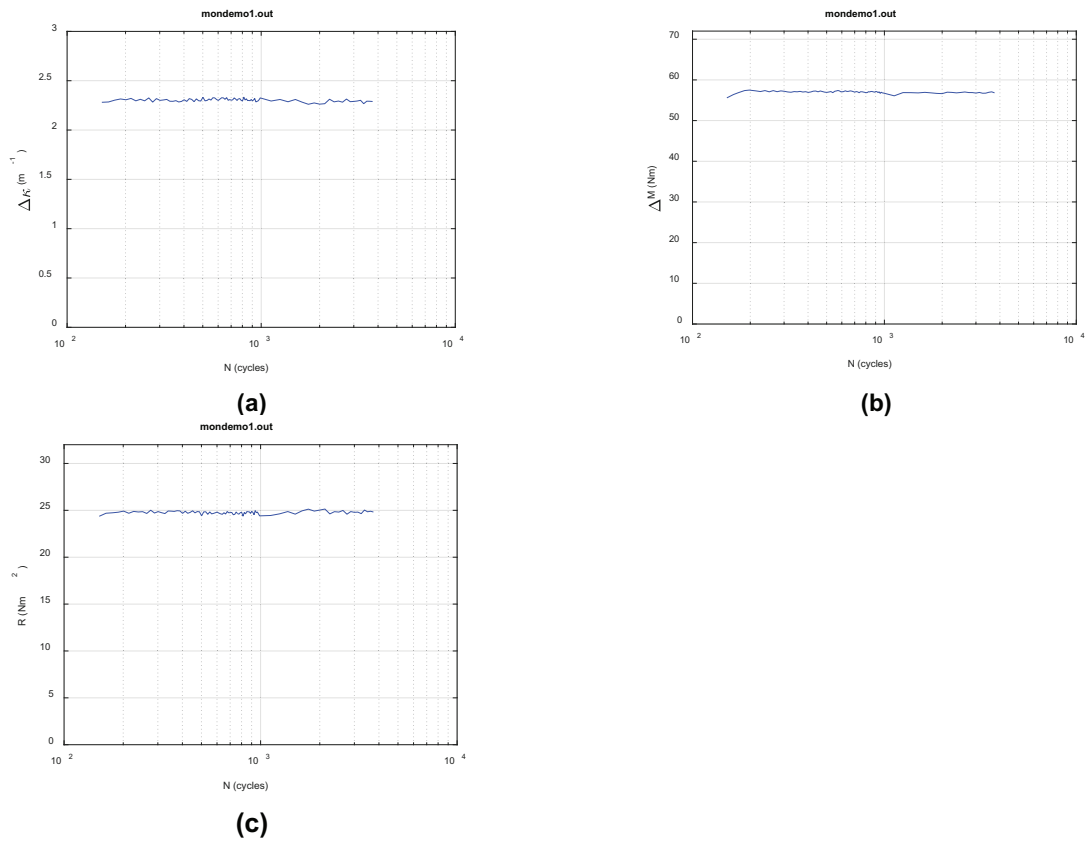 mondemo1.out
3
2.5
2
1.5
1
0.5
0
Δκ (m⁻¹)
10² 10³ 10⁴
N (cycles)
(a)
mondemo1.out
70
60
50
40
30
20
10
0
ΔM (Nm)
10² 10³ 10⁴
N (cycles)
(b)
mondemo1.out
30
25
20
15
10
5
0
R (Nm²)
10² 10³ 10⁴
N (cycles)
(c)